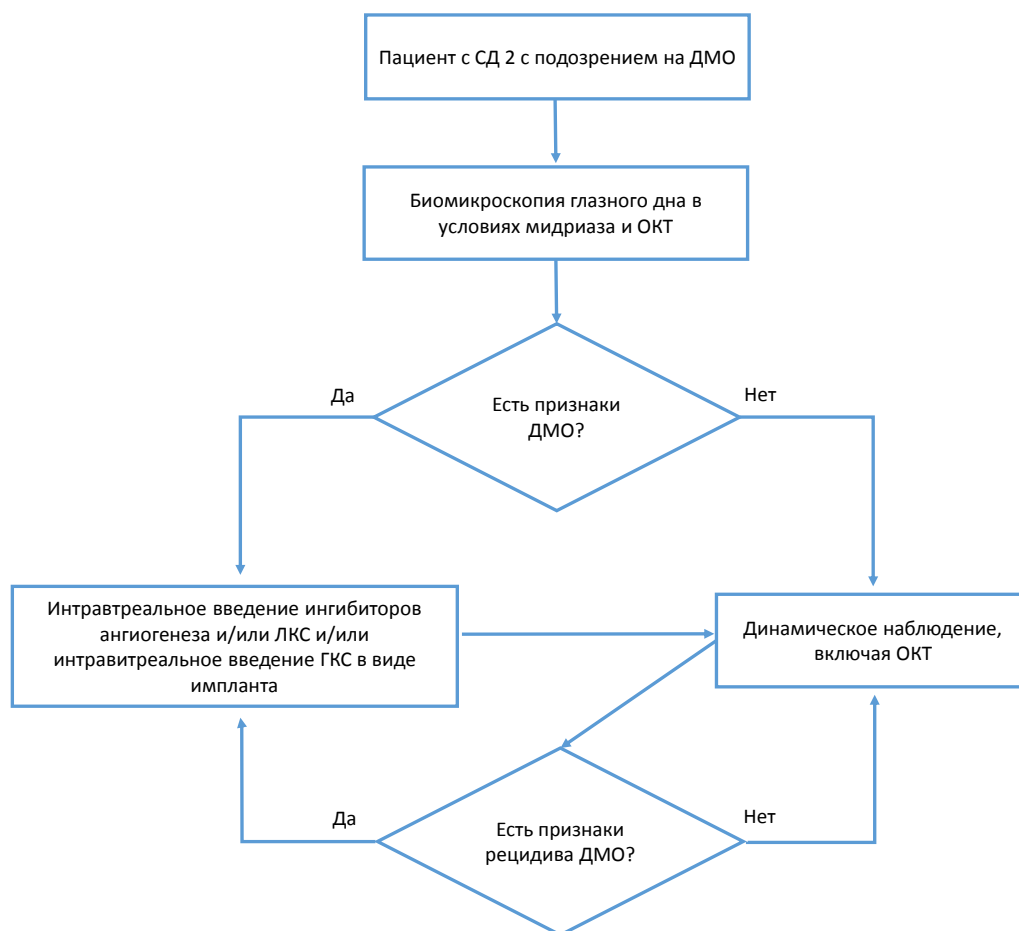 Пациент с СД 2 с подозрением на ДМО
Биомикроскопия глазного дна в
условиях мидриаза и ОКТ
Да
Нет
Есть признаки
ДМО?
Интравтреальное введение ингибиторов
ангиогенеза и/или ЛКС и/или
интравитреальное введение ГКС в виде
импланта
Динамическое наблюдение,
включая ОКТ
Да
Нет
Есть признаки
рецидива ДМО?